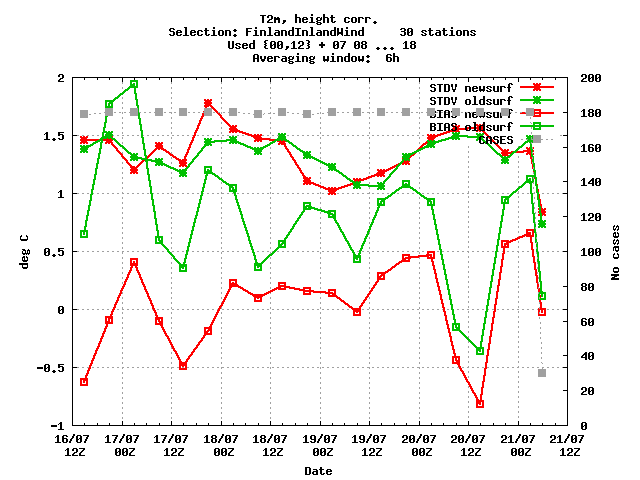 T2m, height corr.
Selection: FinlandInlandWind 30 stations
Used {00,12} + 07 08 ... 18
Averaging window: 6h
STDV newsurf
STDV oldsurf
BIAS newsurf
BIAS oldsurf
CASES
2
1.5
1
0.5
0
-0.5
-1
deg C
200
180
160
140
120
100
80
60
40
20
0
No cases
16/07 17/07 17/07 18/07 18/07 19/07 19/07 20/07 20/07 21/07 21/07
12Z 00Z 12Z 00Z 12Z 00Z 12Z 00Z 12Z 00Z 12Z
Date